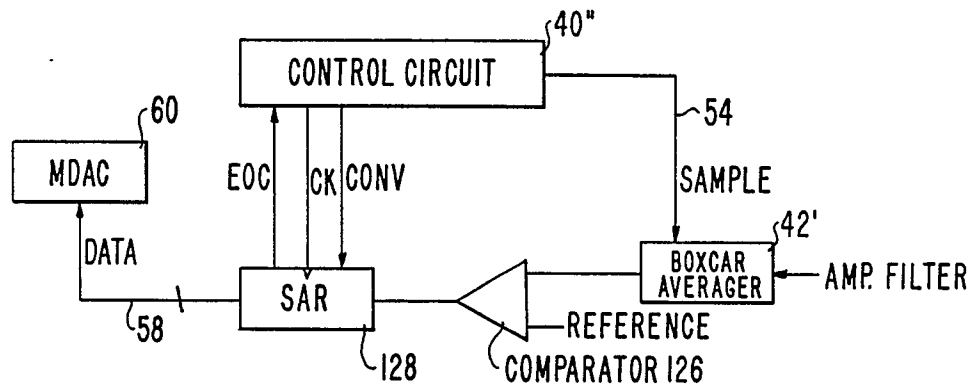 40"
CONTROL CIRCUIT
60
54
MDAC
EOC
CK
CONV
SAMPLE
42'
DATA
BOXCAR
AVERAGER
AMP. FILTER
SAR
58
REFERENCE
128
COMPARATOR 126